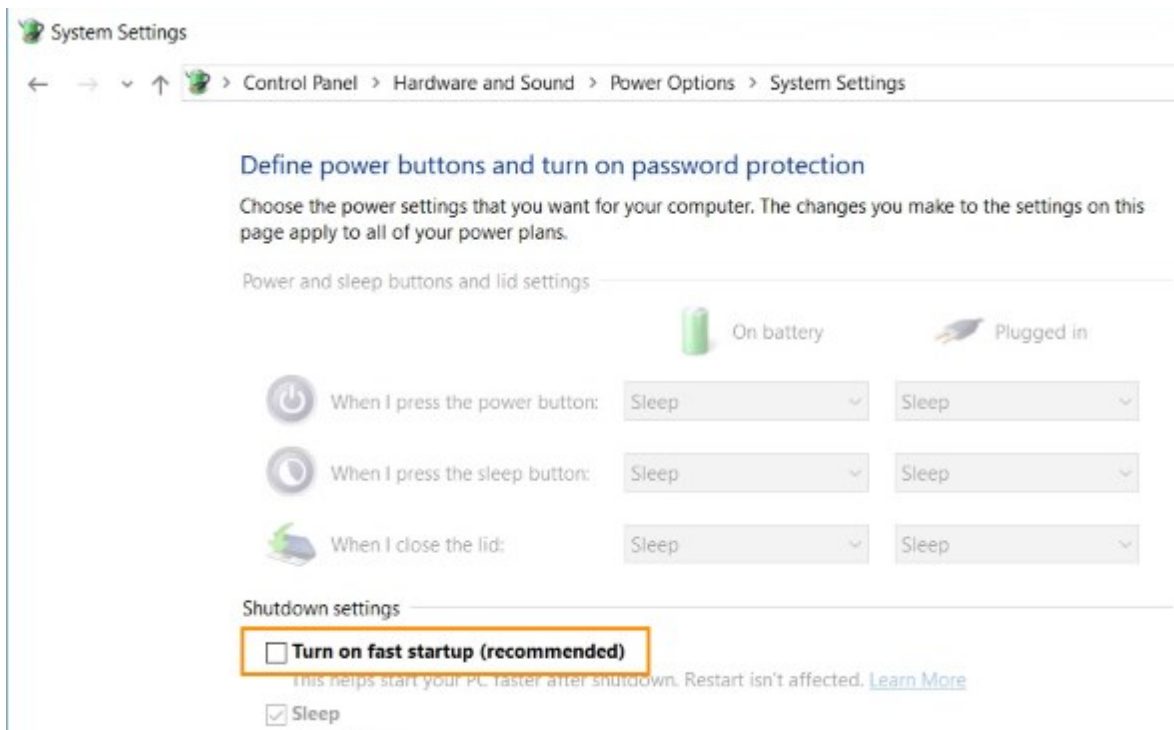 System Settings
Control Panel > Hardware and Sound > Power Options > System Settings
Define power buttons and turn on password protection
Choose the power settings that you want for your computer. The changes you make to the settings on this
page apply to all of your power plans.
Power and sleep buttons and lid settings
On battery Plugged in
When I press the power button: Sleep Sleep
When I press the sleep button: Sleep Sleep
When I close the lid: Sleep Sleep
Shutdown settings
Turn on fast startup (recommended)
This helps start your PC faster after shutdown. Restart isn't affected. Learn More
Sleep